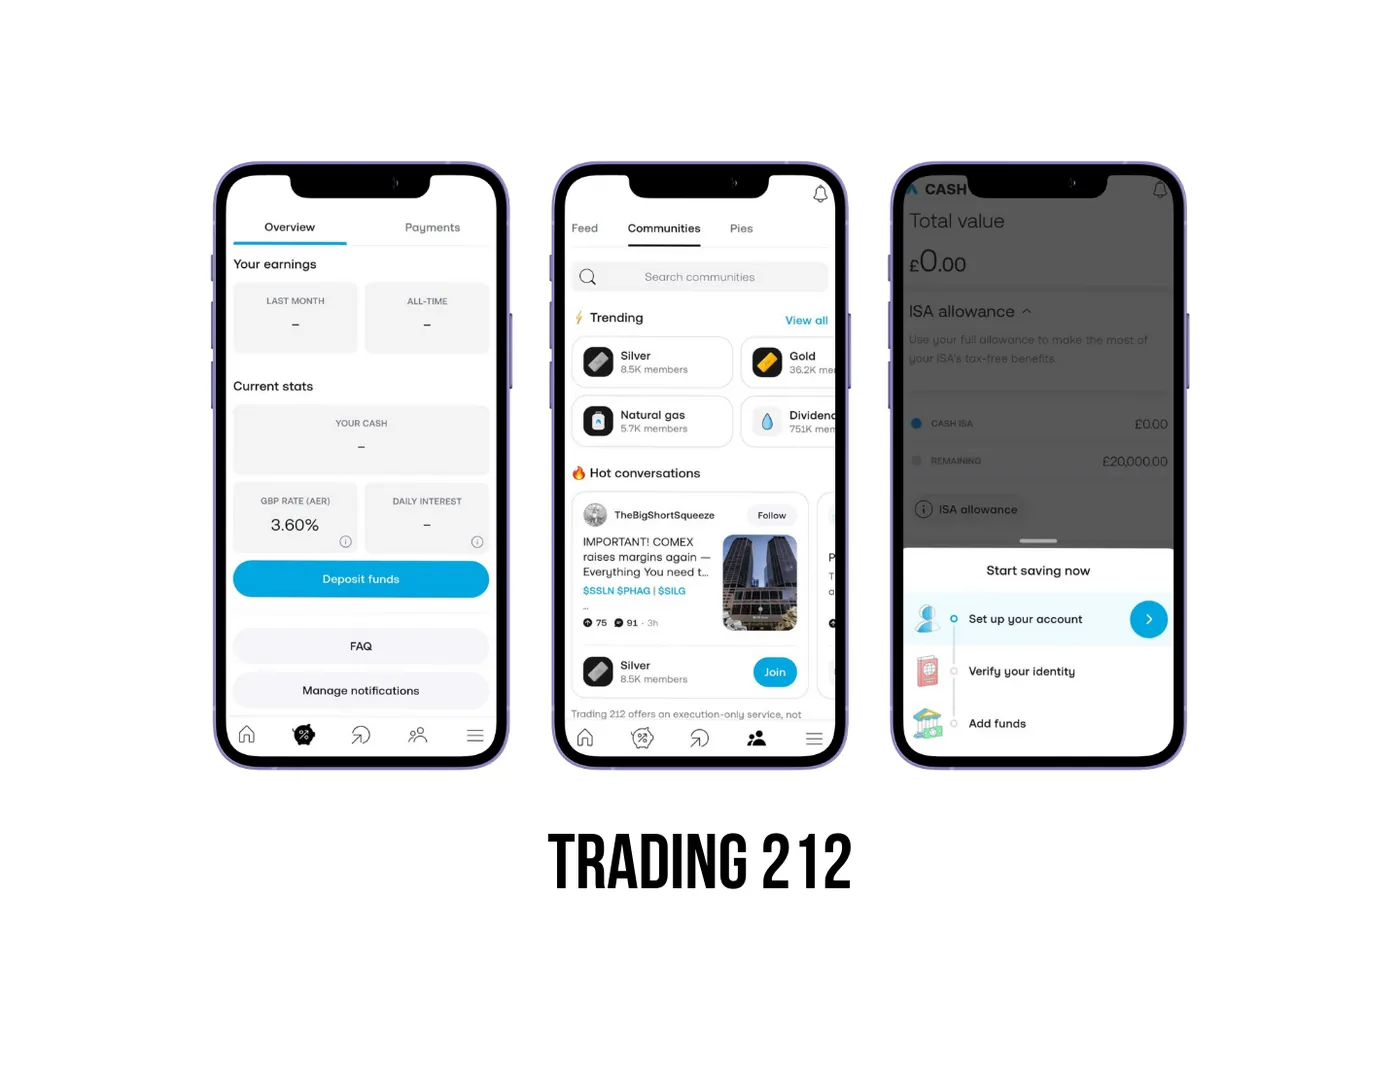 Overview Payments
Your earnings
LAST MONTH ALL-TIME
– –
Current stats
YOUR CASH
–
GBP RATE (AER) DAILY INTEREST
3.60% –
Deposit funds
FAQ
Manage notifications
Feed Communities Pies
Search communities
Trending View all
Silver Gold
8.5K members 36.2K me
Natural gas Dividen
5.7K members 751K mem
Hot conversations
TheBigShortSqueeze Follow
IMPORTANT! COMEX
raises margins again —
Everything You need t...
$SSLN $PHAG | $SILG
...
75 91 - 3h
Silver
8.5K members
Join
Trading 212 offers an execution-only service, not
CASH
Total value
£0.00
ISA allowance
Use your full allowance to make the most of
your ISA's tax-free benefits.
CASH ISA £0.00
REMAINING £20,000.00
ISA allowance
Start saving now
Set up your account
Verify your identity
Add funds
TRADING 212